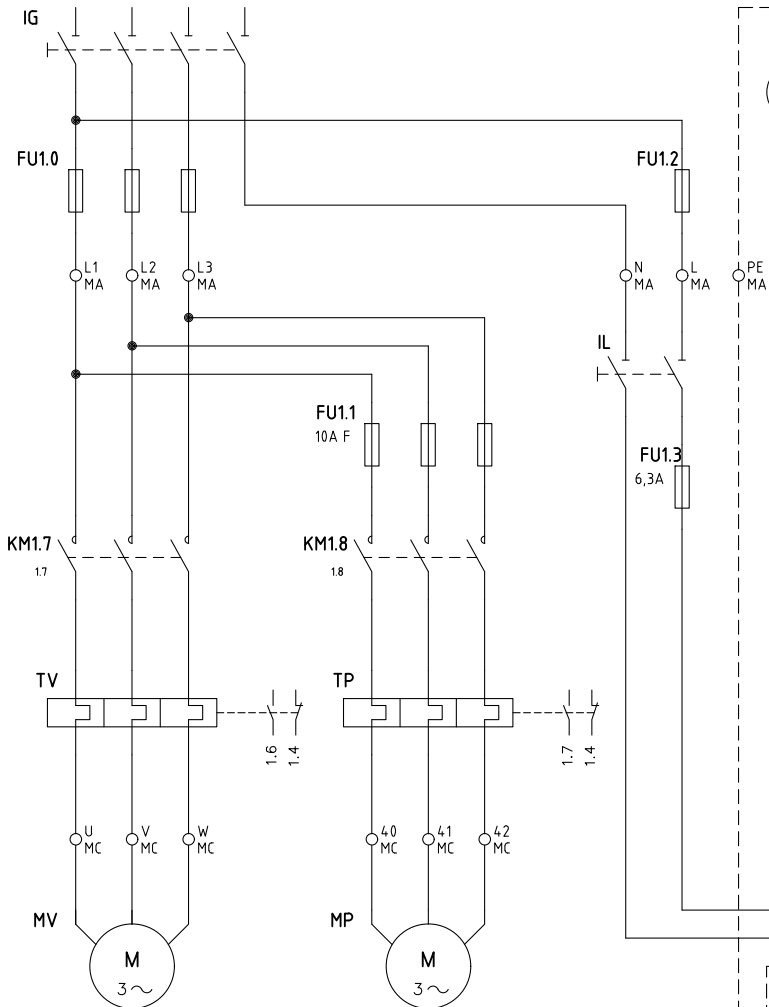 IG
FU1.0
FU1.2
L1
MA
L2
MA
L3
MA
N
MA
L
MA
PE
MA
IL
FU1.1
10A F
FU1.3
6,3A
KM1.7
1.7
KM1.8
1.8
TV
TP
1.6
1.4
1.7
1.4
U
MC
V
MC
W
MC
40
MC
41
MC
42
MC
MV
MP
M
3~
M
3~